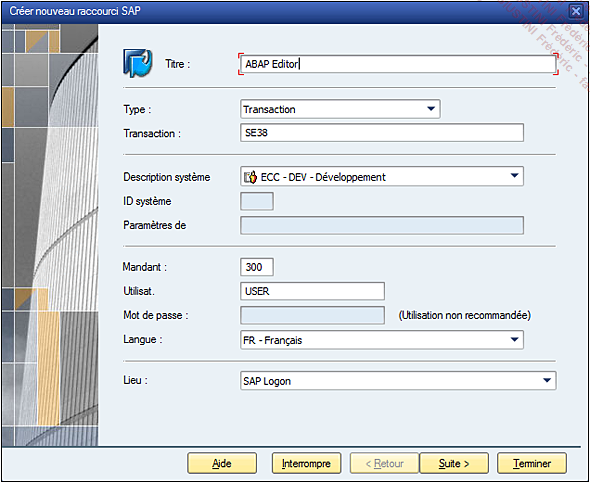 Créer nouveau raccourci SAP
Titre : ABAP Editor
Type : Transaction
Transaction : SE38
Description système ECC - DEV - Développement
ID système
Paramètres de
Mandant : 300
Utilisat. USER
Mot de passe : (Utilisation non recommandée)
Langue : FR - Français
Lieu : SAP Logon
Aide Interrompre < Retour Suite > Terminer